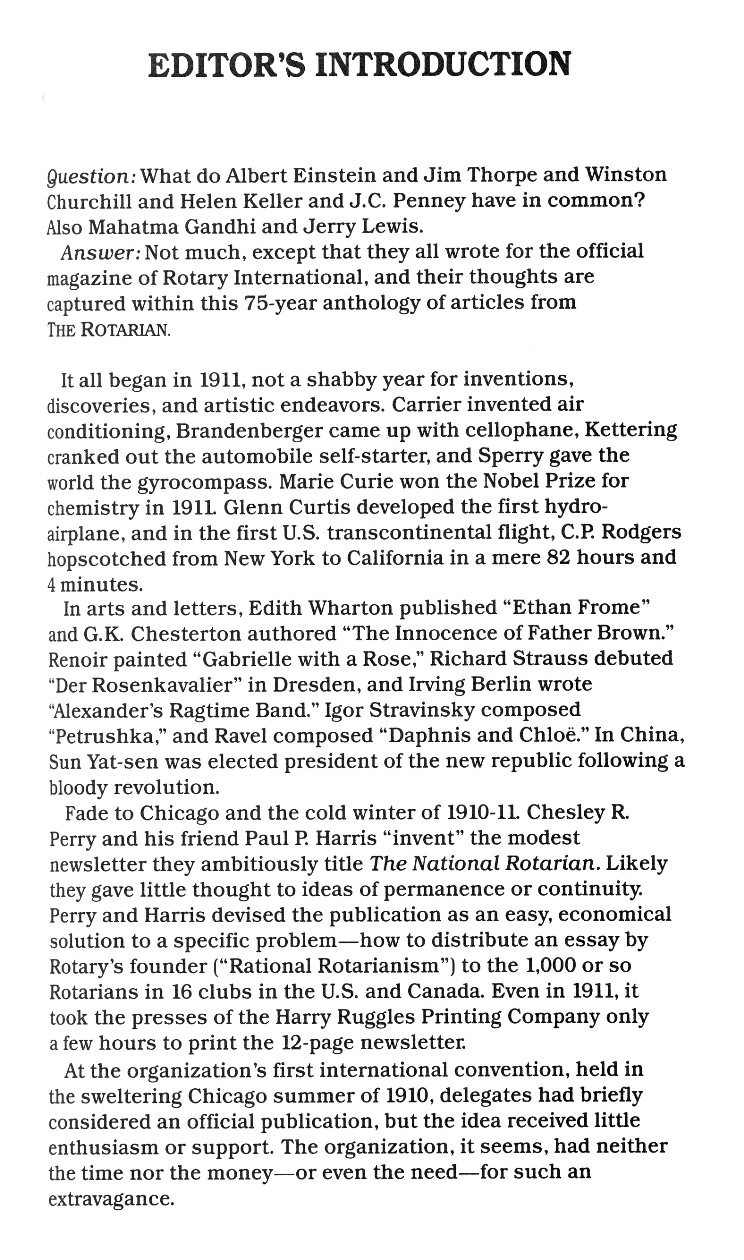 EDITOR'S INTRODUCTION
Question: What do Albert Einstein and Jim Thorpe and Winston
Churchill and Helen Keller and J.C. Penney have in common?
Also Mahatma Gandhi and Jerry Lewis.
Answer: Not much, except that they all wrote for the official
magazine of Rotary International, and their thoughts are
captured within this 75-year anthology of articles from
THE ROTARIAN.
It all began in 1911, not a shabby year for inventions,
discoveries, and artistic endeavors. Carrier invented air
conditioning, Brandenberger came up with cellophane, Kettering
cranked out the automobile self-starter, and Sperry gave the
world the gyrocompass. Marie Curie won the Nobel Prize for
chemistry in 1911. Glenn Curtis developed the first hydro-
airplane, and in the first U.S. transcontinental flight, C.P. Rodgers
hopscotched from New York to California in a mere 82 hours and
4 minutes.
In arts and letters, Edith Wharton published “Ethan Frome”
and G.K. Chesterton authored “The Innocence of Father Brown.”
Renoir painted “Gabrielle with a Rose,” Richard Strauss debuted
“Der Rosenkavalier” in Dresden, and Irving Berlin wrote
“Alexander's Ragtime Band.” Igor Stravinsky composed
“Petrushka,” and Ravel composed “Daphnis and Chloë.” In China,
Sun Yat-sen was elected president of the new republic following a
bloody revolution.
Fade to Chicago and the cold winter of 1910-11. Chesley R.
Perry and his friend Paul P. Harris “invent” the modest
newsletter they ambitiously title The National Rotarian. Likely
they gave little thought to ideas of permanence or continuity.
Perry and Harris devised the publication as an easy, economical
solution to a specific problem—how to distribute an essay by
Rotary's founder (“Rational Rotarianism”) to the 1,000 or so
Rotarians in 16 clubs in the U.S. and Canada. Even in 1911, it
took the presses of the Harry Ruggles Printing Company only
a few hours to print the 12-page newsletter.
At the organization's first international convention, held in
the sweltering Chicago summer of 1910, delegates had briefly
considered an official publication, but the idea received little
enthusiasm or support. The organization, it seems, had neither
the time nor the money—or even the need—for such an
extravagance.